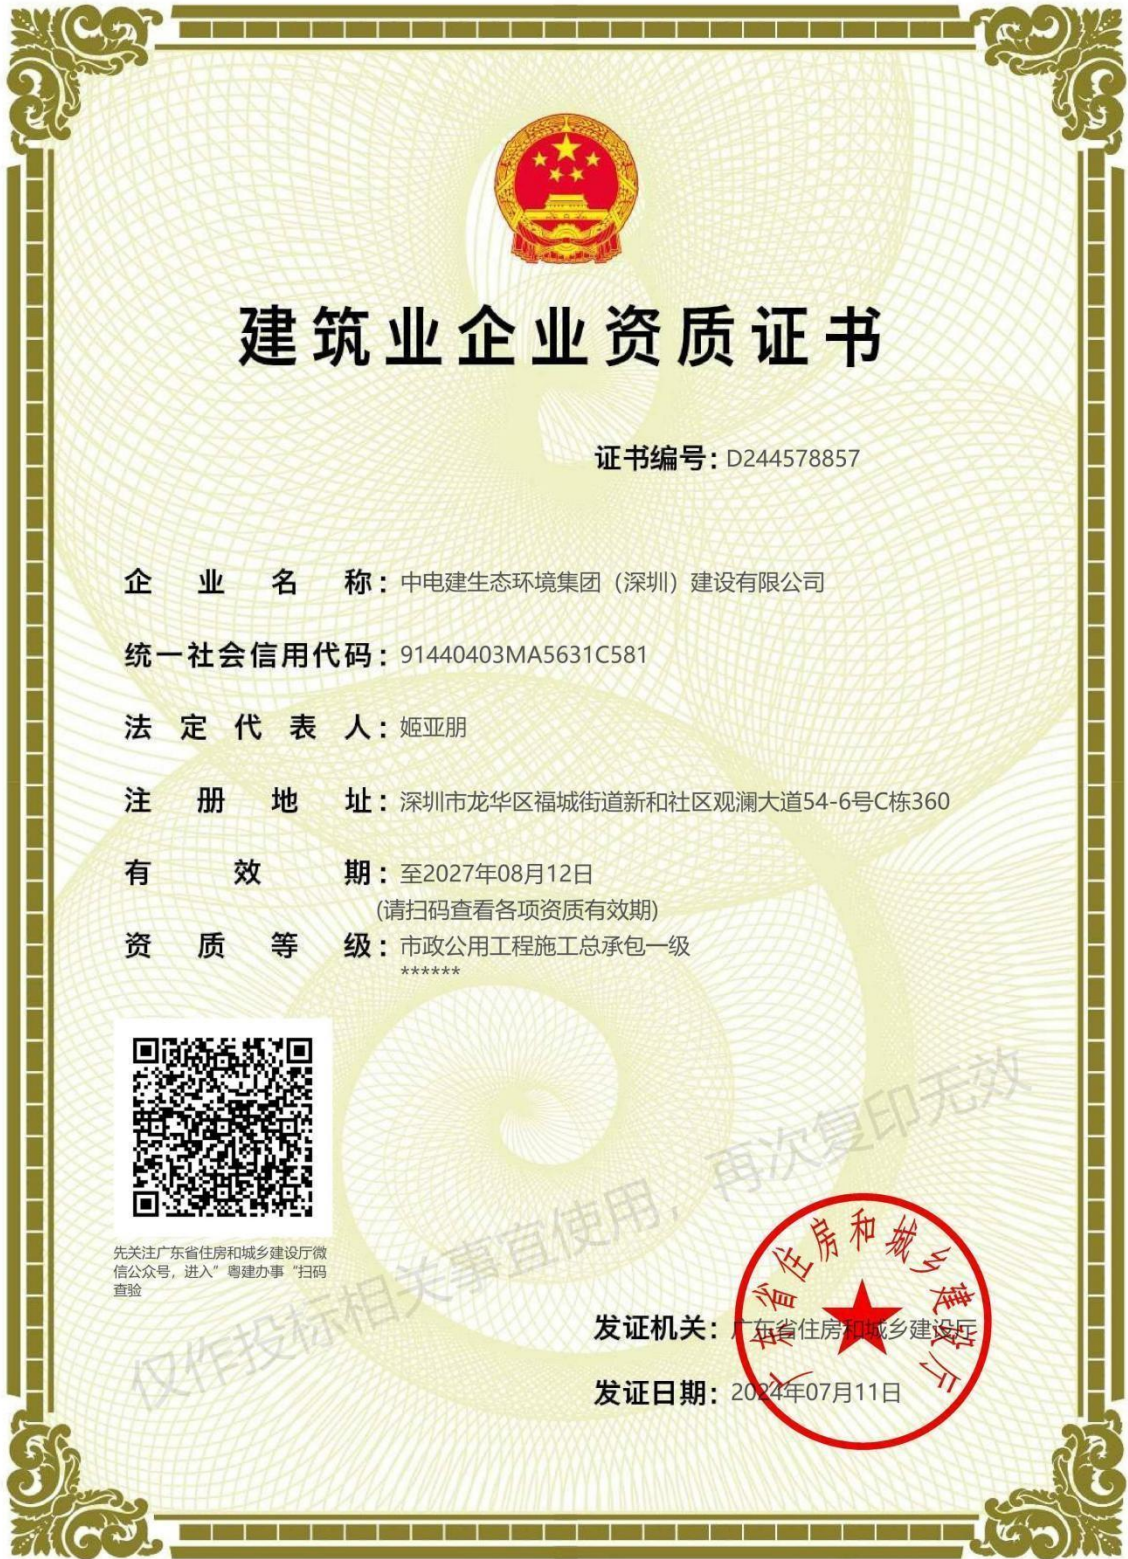 建筑业企业资质证书
证书编号：D244578857
企业名称：中电建生态环境集团（深圳）建设有限公司
统一社会信用代码：91440403MA5631C581
法定代表人：姬亚朋
注册地址：深圳市龙华区福城街道新和社区观澜大道54-6号C栋360
有效期：至2027年08月12日
(请扫码查看各项资质有效期)
资质等级：市政公用工程施工总承包一级
******
先关注广东省住房和城乡建设厅微
信公众号，进入”粤建办事“扫码
查验
仅作投标相关事宜使用，再次复印无效
发证机关：广东省住房和城乡建设厅
发证日期：2024年07月11日
广东省住房和城乡建设厅